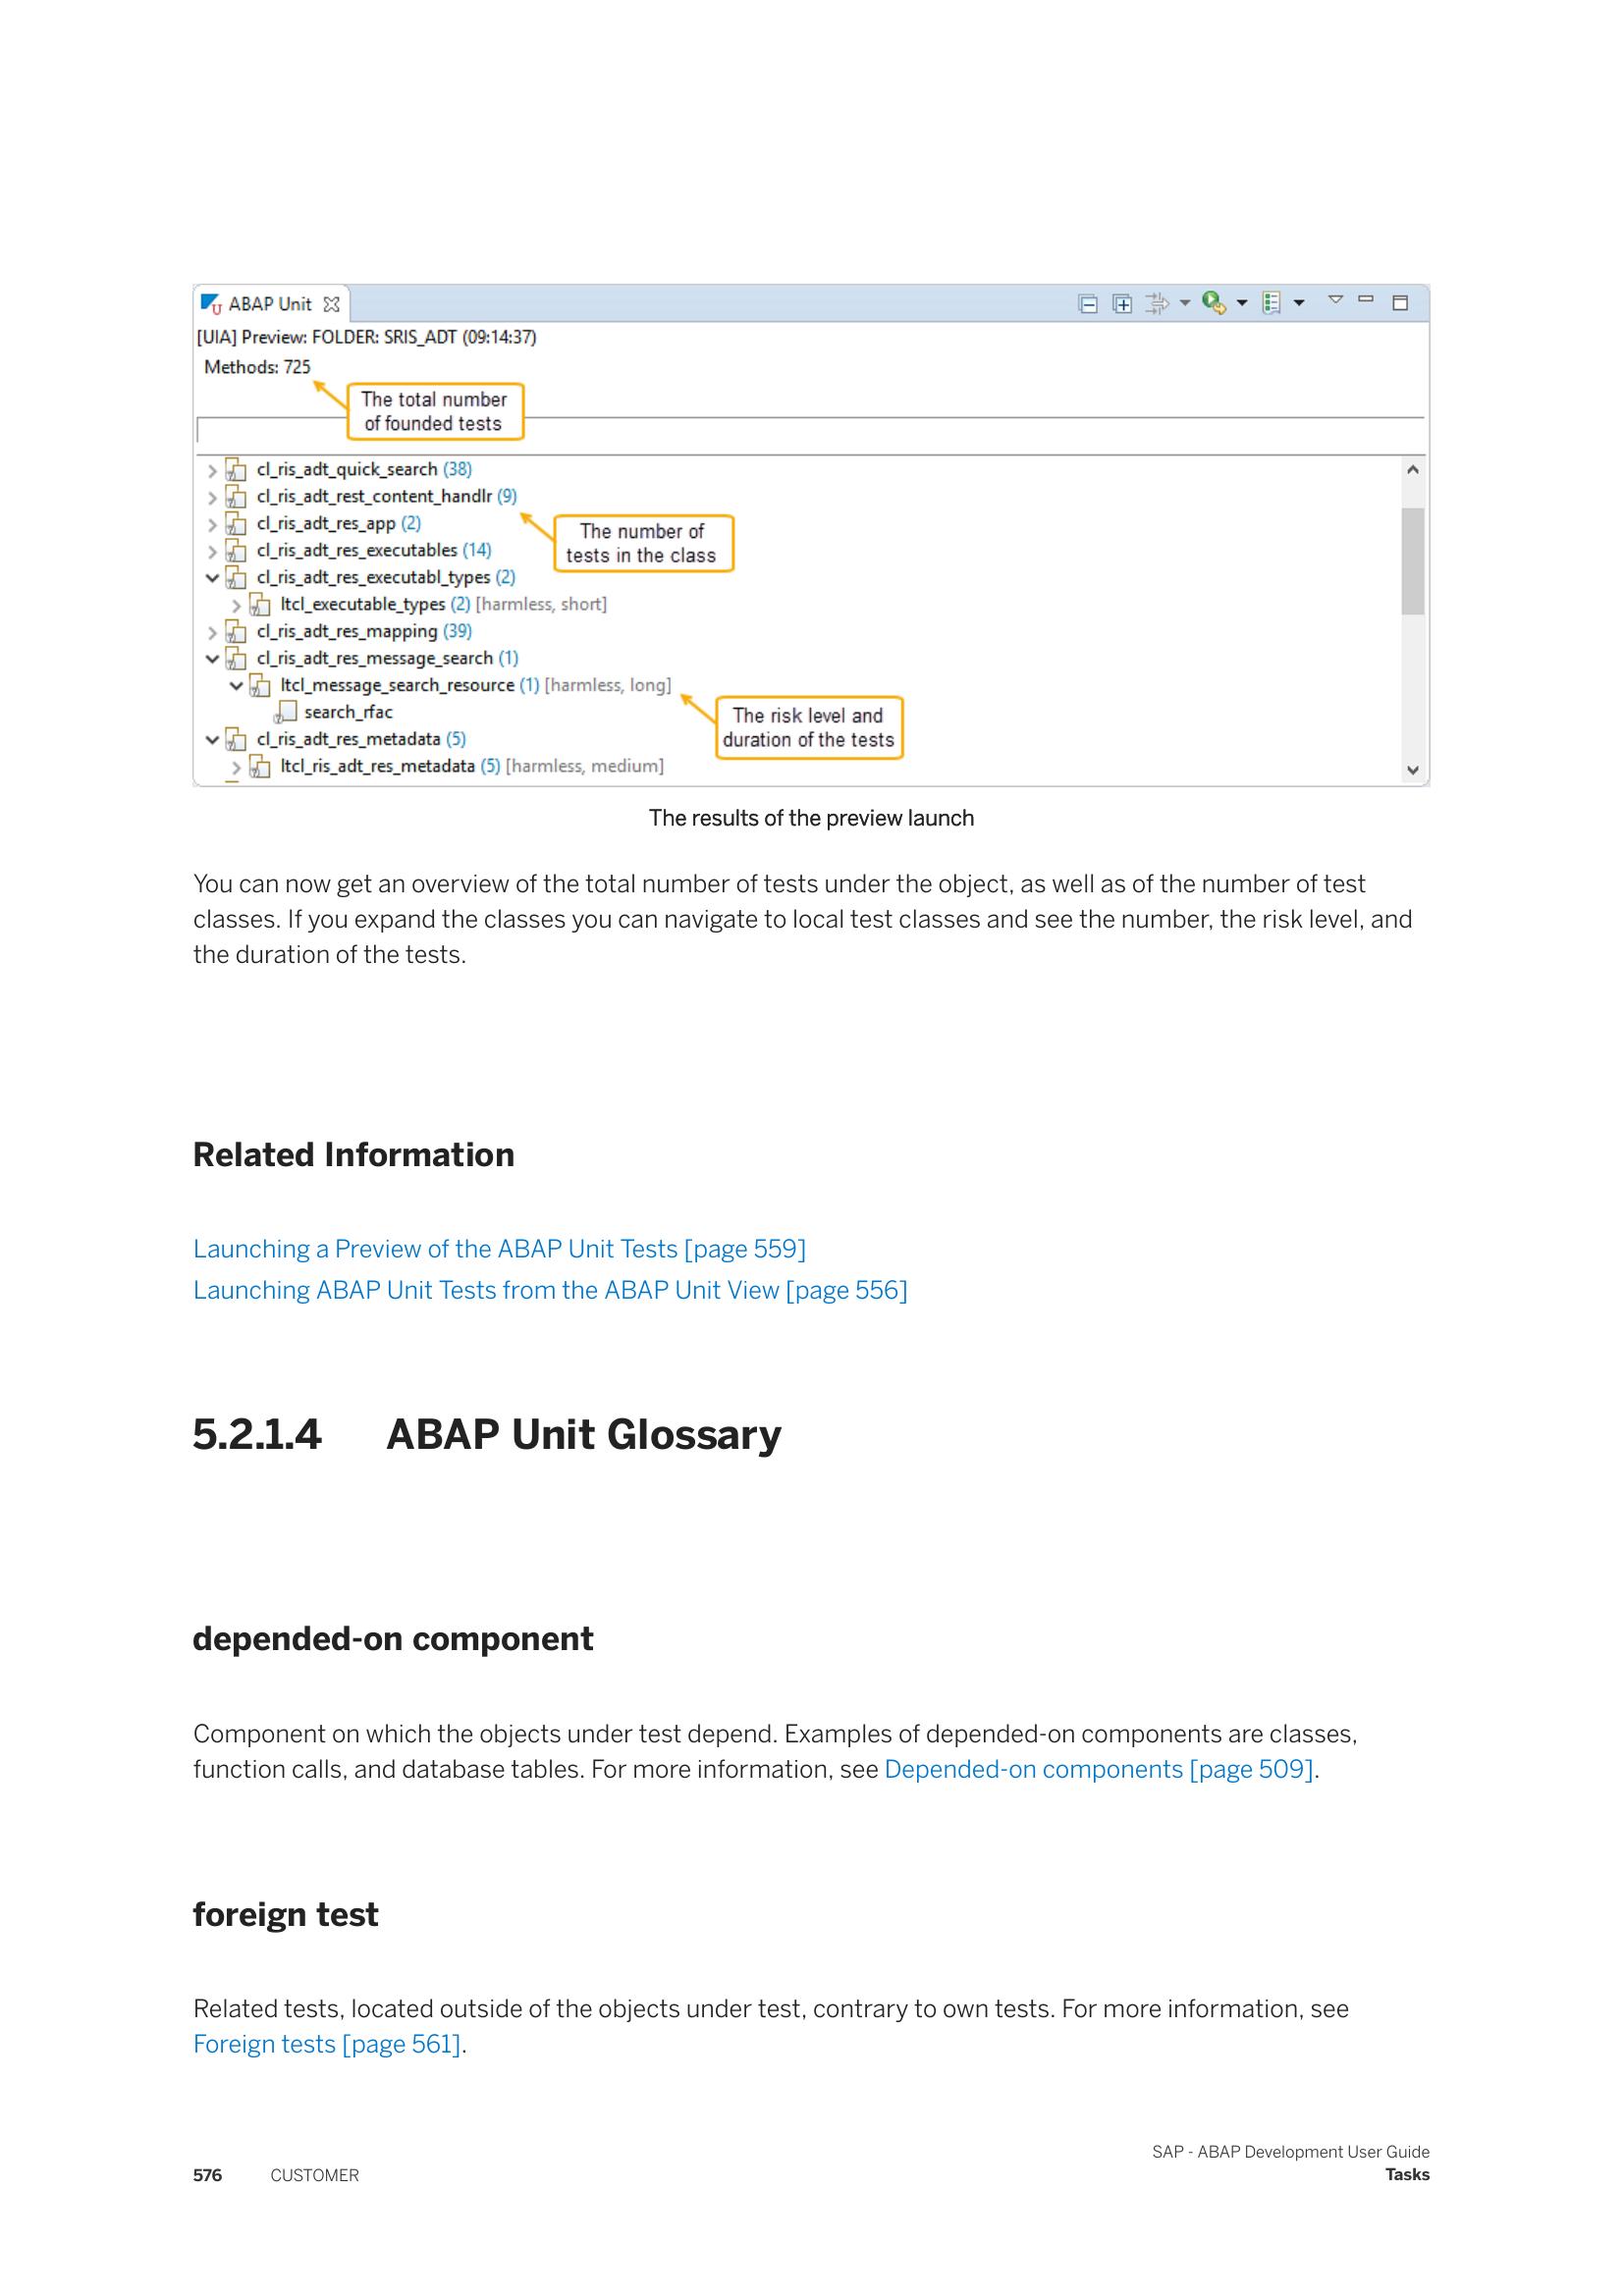 ABAP Unit
[UIA] Preview: FOLDER: SRIS_ADT (09:14:37)
Methods: 725
The total number
of founded tests
cl_ris_adt_quick_search (38)
cl_ris_adt_rest_content_handlr (9)
cl_ris_adt_res_app (2)
The number of
tests in the class
cl_ris_adt_res_executables (14)
cl_ris_adt_res_executabl_types (2)
ltcl_executable_types (2) [harmless, short]
cl_ris_adt_res_mapping (39)
cl_ris_adt_res_message_search (1)
ltcl_message_search_resource (1) [harmless, long]
search_rfac
The risk level and
duration of the tests
cl_ris_adt_res_metadata (5)
ltcl_ris_adt_res_metadata (5) [harmless, medium]
The results of the preview launch
You can now get an overview of the total number of tests under the object, as well as of the number of test
classes. If you expand the classes you can navigate to local test classes and see the number, the risk level, and
the duration of the tests.
Related Information
Launching a Preview of the ABAP Unit Tests [page 559]
Launching ABAP Unit Tests from the ABAP Unit View [page 556]
5.2.1.4 ABAP Unit Glossary
depended-on component
Component on which the objects under test depend. Examples of depended-on components are classes,
function calls, and database tables. For more information, see Depended-on components [page 509].
foreign test
Related tests, located outside of the objects under test, contrary to own tests. For more information, see
Foreign tests [page 561].
SAP - ABAP Development User Guide
576 CUSTOMER Tasks